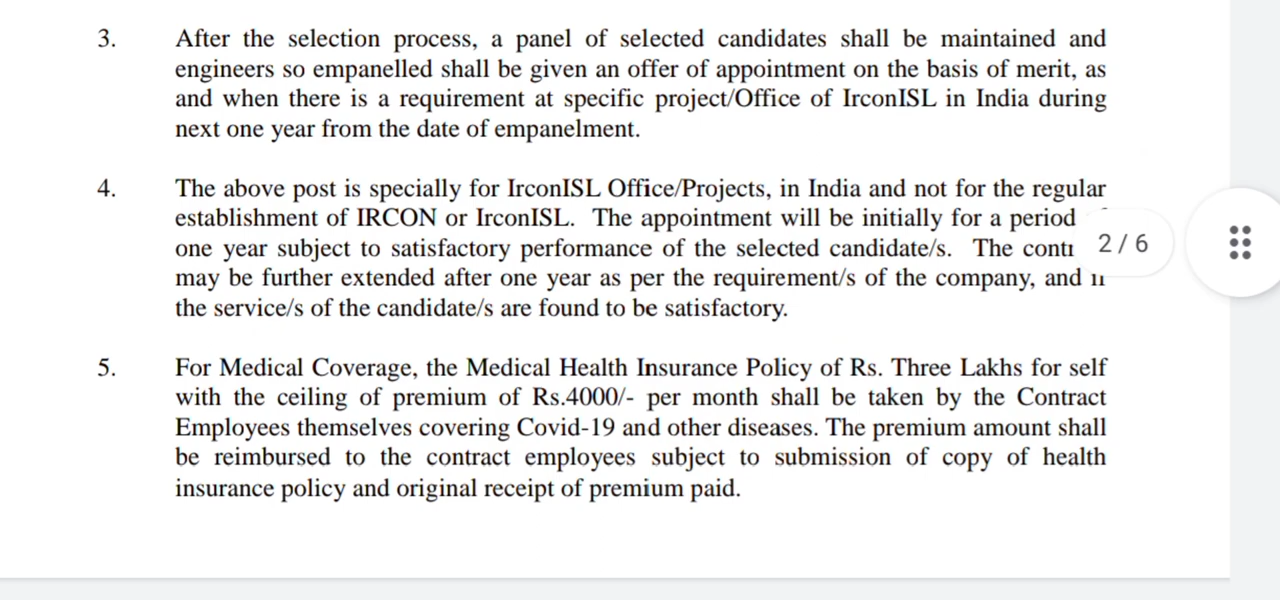 3. After the selection process, a panel of selected candidates shall be maintained and
engineers so empanelled shall be given an offer of appointment on the basis of merit, as
and when there is a requirement at specific project/Office of IrconISL in India during
next one year from the date of empanelment.
4. The above post is specially for IrconISL Office/Projects, in India and not for the regular
establishment of IRCON or IrconISL. The appointment will be initially for a period
one year subject to satisfactory performance of the selected candidate/s. The
2 / 6
may be further extended after one year as per the requirement/s of the company, and
the service/s of the candidate/s are found to be satisfactory.
5. For Medical Coverage, the Medical Health Insurance Policy of Rs. Three Lakhs for self
with the ceiling of premium of Rs.4000/- per month shall be taken by the Contract
Employees themselves covering Covid-19 and other diseases. The premium amount shall
be reimbursed to the contract employees subject to submission of copy of health
insurance policy and original receipt of premium paid.